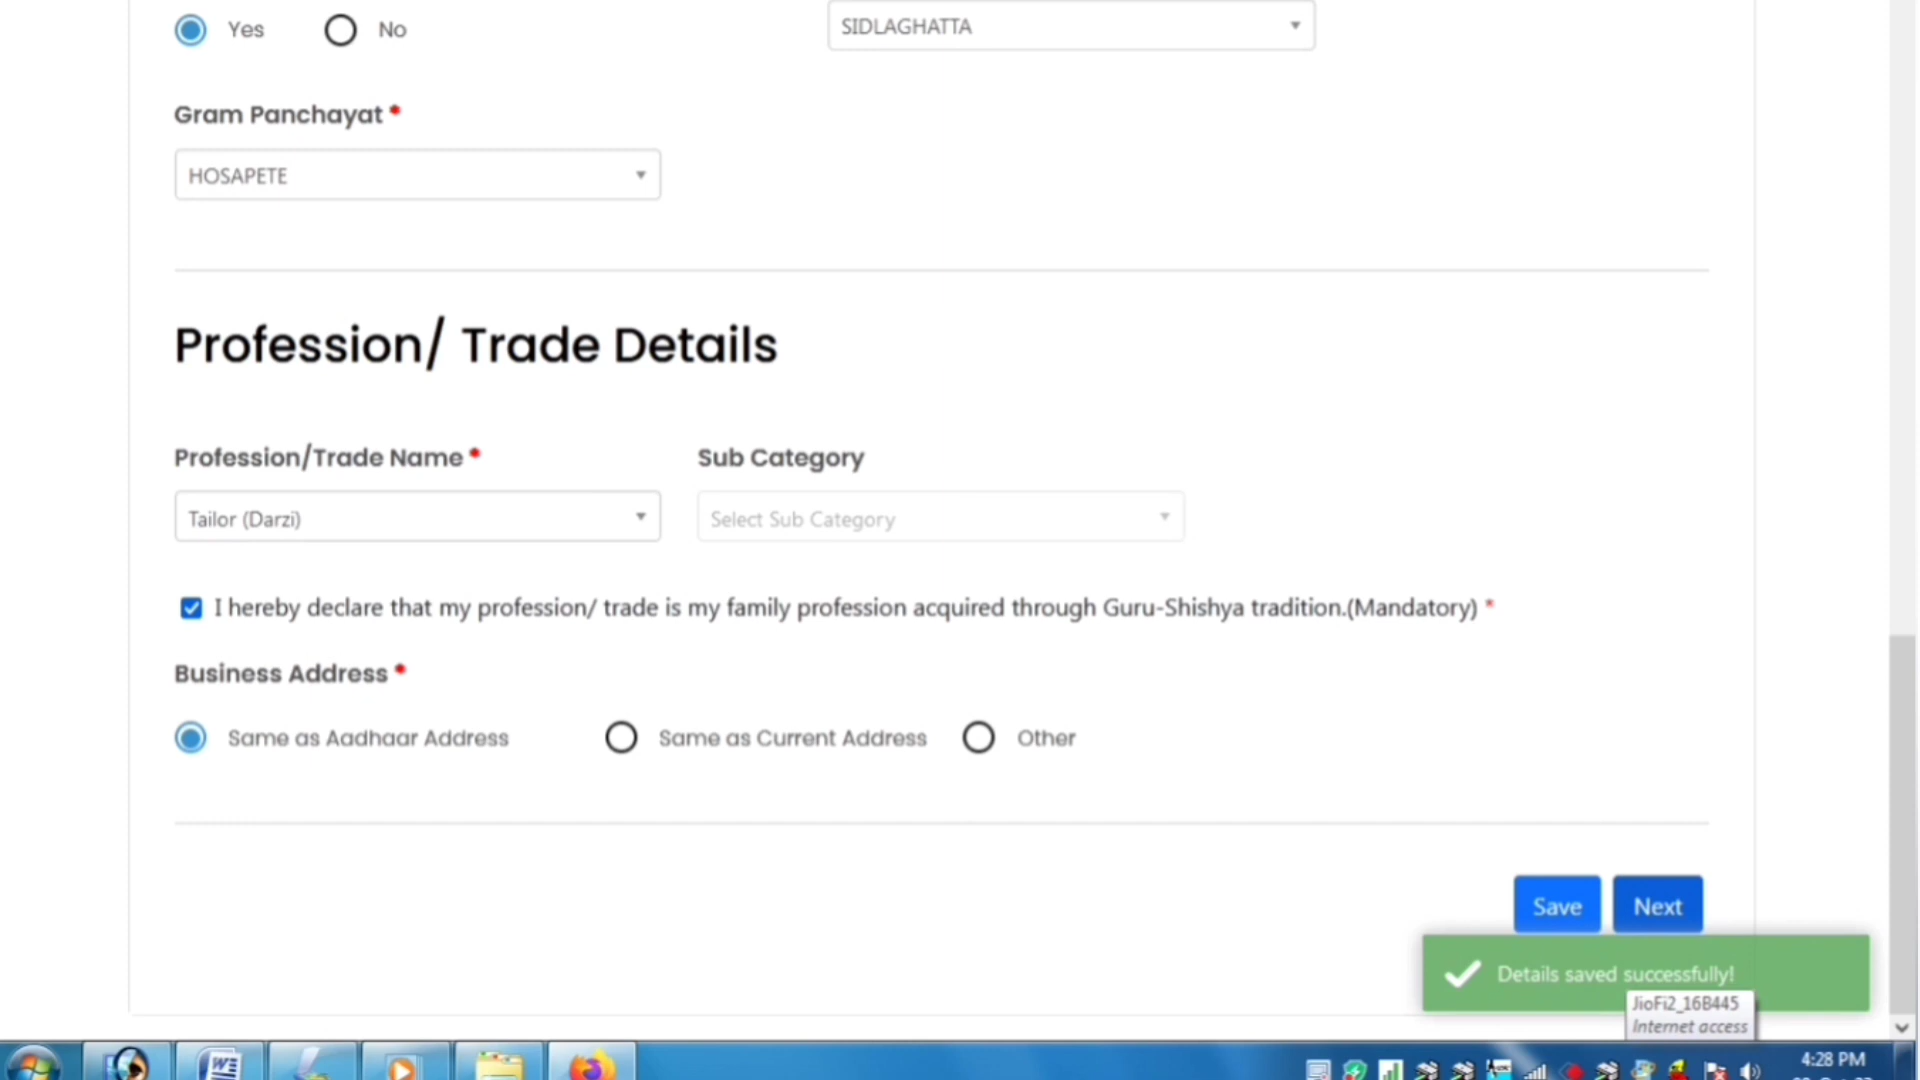 Yes No SIDLAGHATTA
Gram Panchayat *
HOSAPETE
Profession/ Trade Details
Profession/Trade Name * Sub Category
Tailor (Darzi) Select Sub Category
I hereby declare that my profession/ trade is my family profession acquired through Guru-Shishya tradition.(Mandatory) *
Business Address *
Same as Aadhaar Address Same as Current Address Other
Save Next
Details saved successfully!
JioFi2_16B445
Internet access
4:28 PM